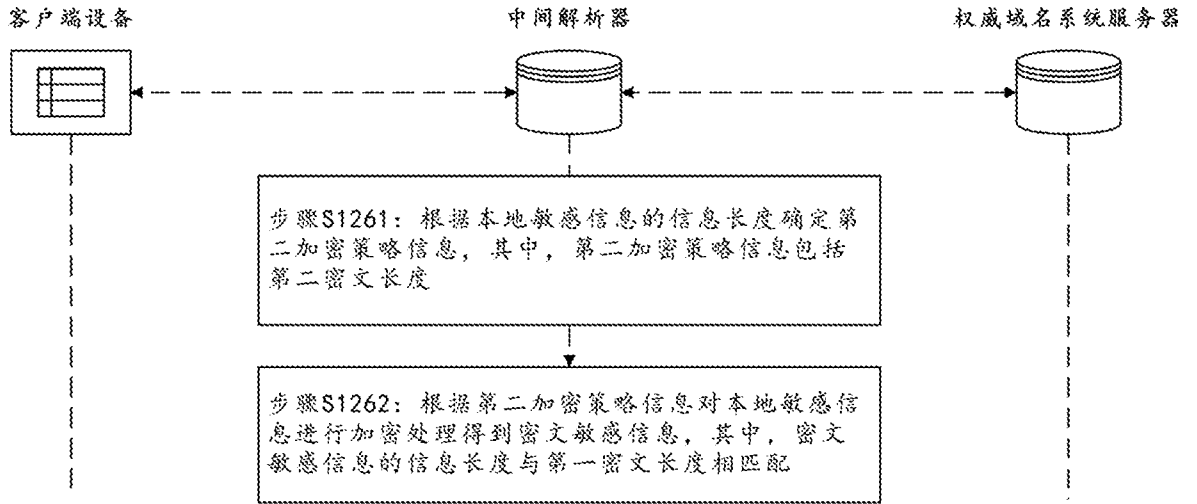 客户端设备
中间解析器
权威域名系统服务器
步骤S1261：根据本地敏感信息的信息长度确定第
二加密策略信息，其中，第二加密策略信息包括
第二密文长度
步骤S1262：根据第二加密策略信息对本地敏感信
息进行加密处理得到密文敏感信息，其中，密文
敏感信息的信息长度与第一密文长度相匹配